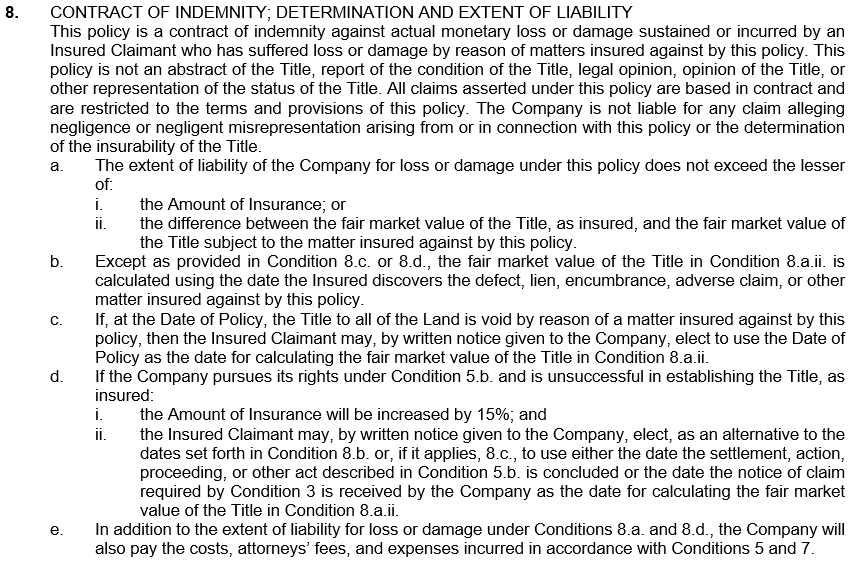 8. CONTRACT OF INDEMNITY; DETERMINATION AND EXTENT OF LIABILITY
This policy is a contract of indemnity against actual monetary loss or damage sustained or incurred by an
Insured Claimant who has suffered loss or damage by reason of matters insured against by this policy. This
policy is not an abstract of the Title, report of the condition of the Title, legal opinion, opinion of the Title, or
other representation of the status of the Title. All claims asserted under this policy are based in contract and
are restricted to the terms and provisions of this policy. The Company is not liable for any claim alleging
negligence or negligent misrepresentation arising from or in connection with this policy or the determination
of the insurability of the Title.
a. The extent of liability of the Company for loss or damage under this policy does not exceed the lesser
of:
i. the Amount of Insurance; or
ii. the difference between the fair market value of the Title, as insured, and the fair market value of
the Title subject to the matter insured against by this policy.
b. Except as provided in Condition 8.c. or 8.d., the fair market value of the Title in Condition 8.a.ii. is
calculated using the date the Insured discovers the defect, lien, encumbrance, adverse claim, or other
matter insured against by this policy.
c. If, at the Date of Policy, the Title to all of the Land is void by reason of a matter insured against by this
policy, then the Insured Claimant may, by written notice given to the Company, elect to use the Date of
Policy as the date for calculating the fair market value of the Title in Condition 8.a.ii.
d. If the Company pursues its rights under Condition 5.b. and is unsuccessful in establishing the Title, as
insured:
i. the Amount of Insurance will be increased by 15%; and
ii. the Insured Claimant may, by written notice given to the Company, elect, as an alternative to the
dates set forth in Condition 8.b. or, if it applies, 8.c., to use either the date the settlement, action,
proceeding, or other act described in Condition 5.b. is concluded or the date the notice of claim
required by Condition 3 is received by the Company as the date for calculating the fair market
value of the Title in Condition 8.a.ii.
e. In addition to the extent of liability for loss or damage under Conditions 8.a. and 8.d., the Company will
also pay the costs, attorneys’ fees, and expenses incurred in accordance with Conditions 5 and 7.